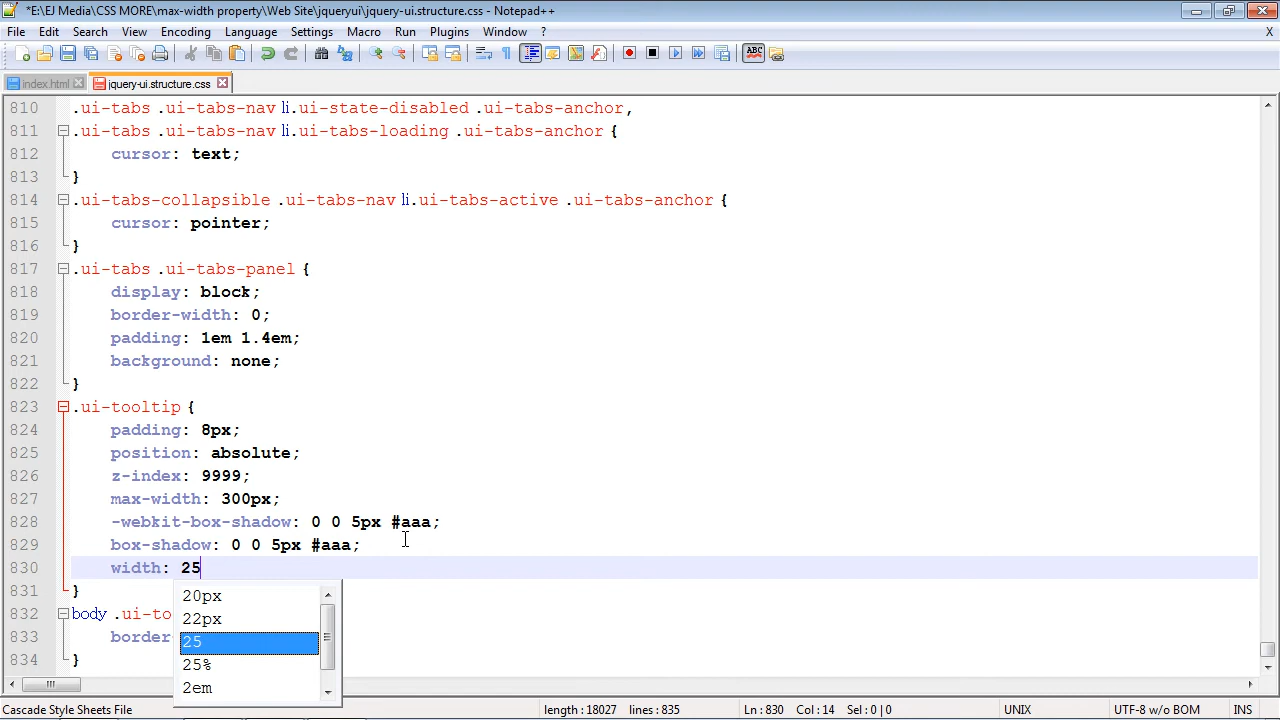 *E:\EJ Media\CSS MORE\max-width property\Web Site\jqueryui\jquery-ui.structure.css - Notepad++
File Edit Search View Encoding Language Settings Macro Run Plugins Window ? X
index.html jquery-ui.structure.css
810 .ui-tabs .ui-tabs-nav li.ui-state-disabled .ui-tabs-anchor,
811 .ui-tabs .ui-tabs-nav li.ui-tabs-loading .ui-tabs-anchor {
812 cursor: text;
813 }
814 .ui-tabs-collapsible .ui-tabs-nav li.ui-tabs-active .ui-tabs-anchor {
815 cursor: pointer;
816 }
817 .ui-tabs .ui-tabs-panel {
818 display: block;
819 border-width: 0;
820 padding: 1em 1.4em;
821 background: none;
822 }
823 .ui-tooltip {
824 padding: 8px;
825 position: absolute;
826 z-index: 9999;
827 max-width: 300px;
828 -webkit-box-shadow: 0 0 5px #aaa;
829 box-shadow: 0 0 5px #aaa;
830 width: 25
831 }
832 body .ui-to
833 border
834 }
20px
22px
25
25%
2em
Cascade Style Sheets File length : 18027 lines : 835 Ln : 830 Col : 14 Sel : 0 | 0 UNIX UTF-8 w/o BOM INS